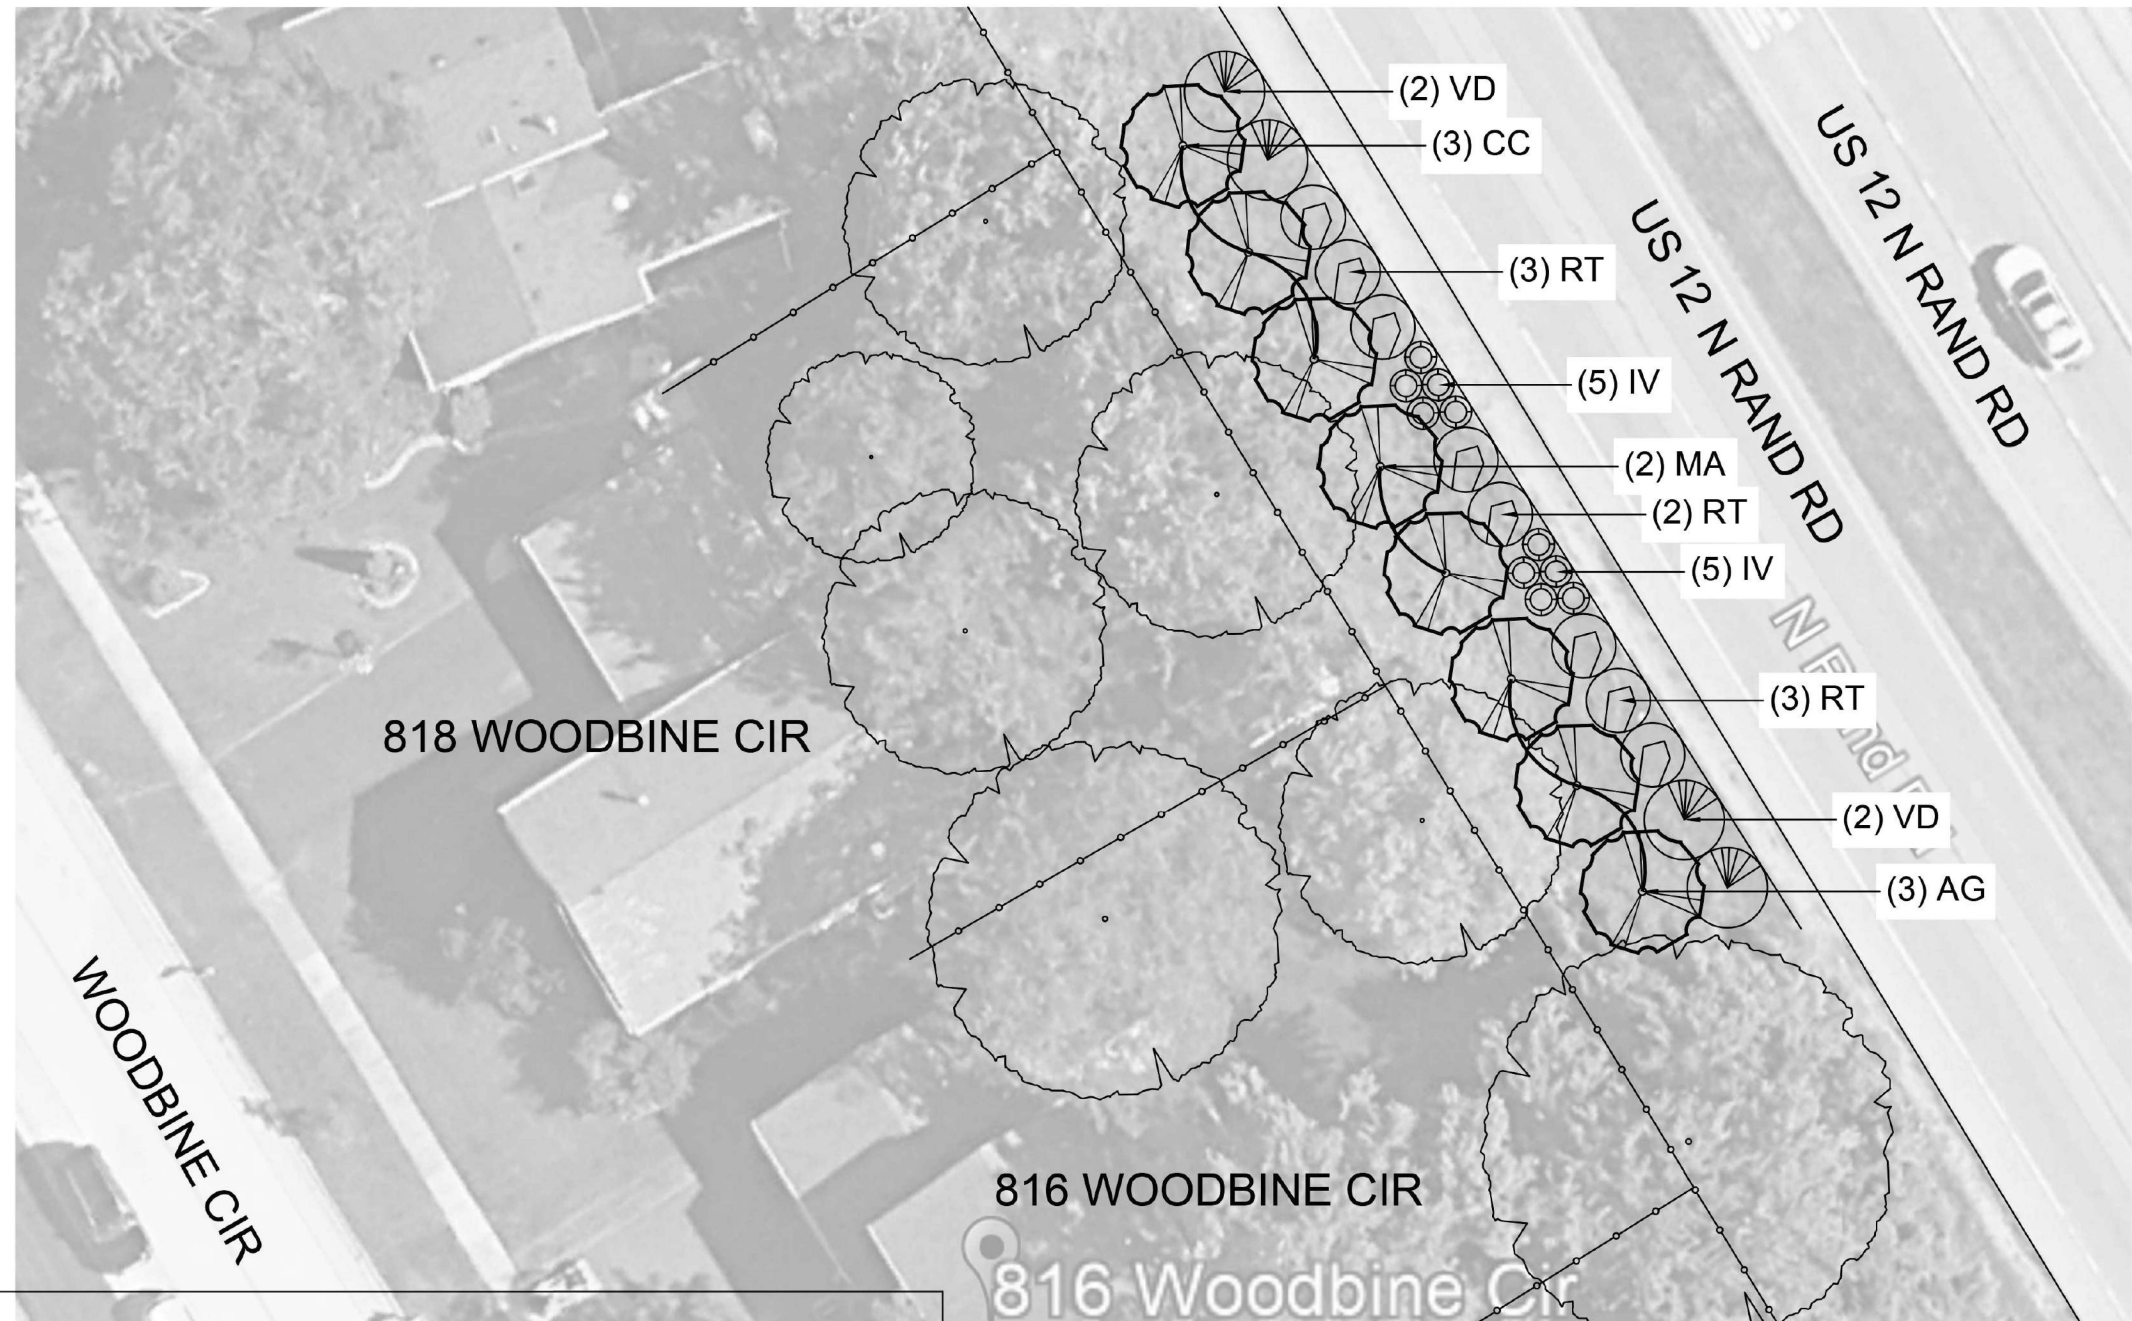 (2) VD
(3) CC
US 12 N RAND RD
US 12 N RAND RD
(3) RT
(5) IV
(2) MA
(2) RT
(5) IV
(3) RT
818 WOODBINE CIR
(2) VD
(3) AG
WOODBINE CIR
816 WOODBINE CIR
816 Woodbine Cir